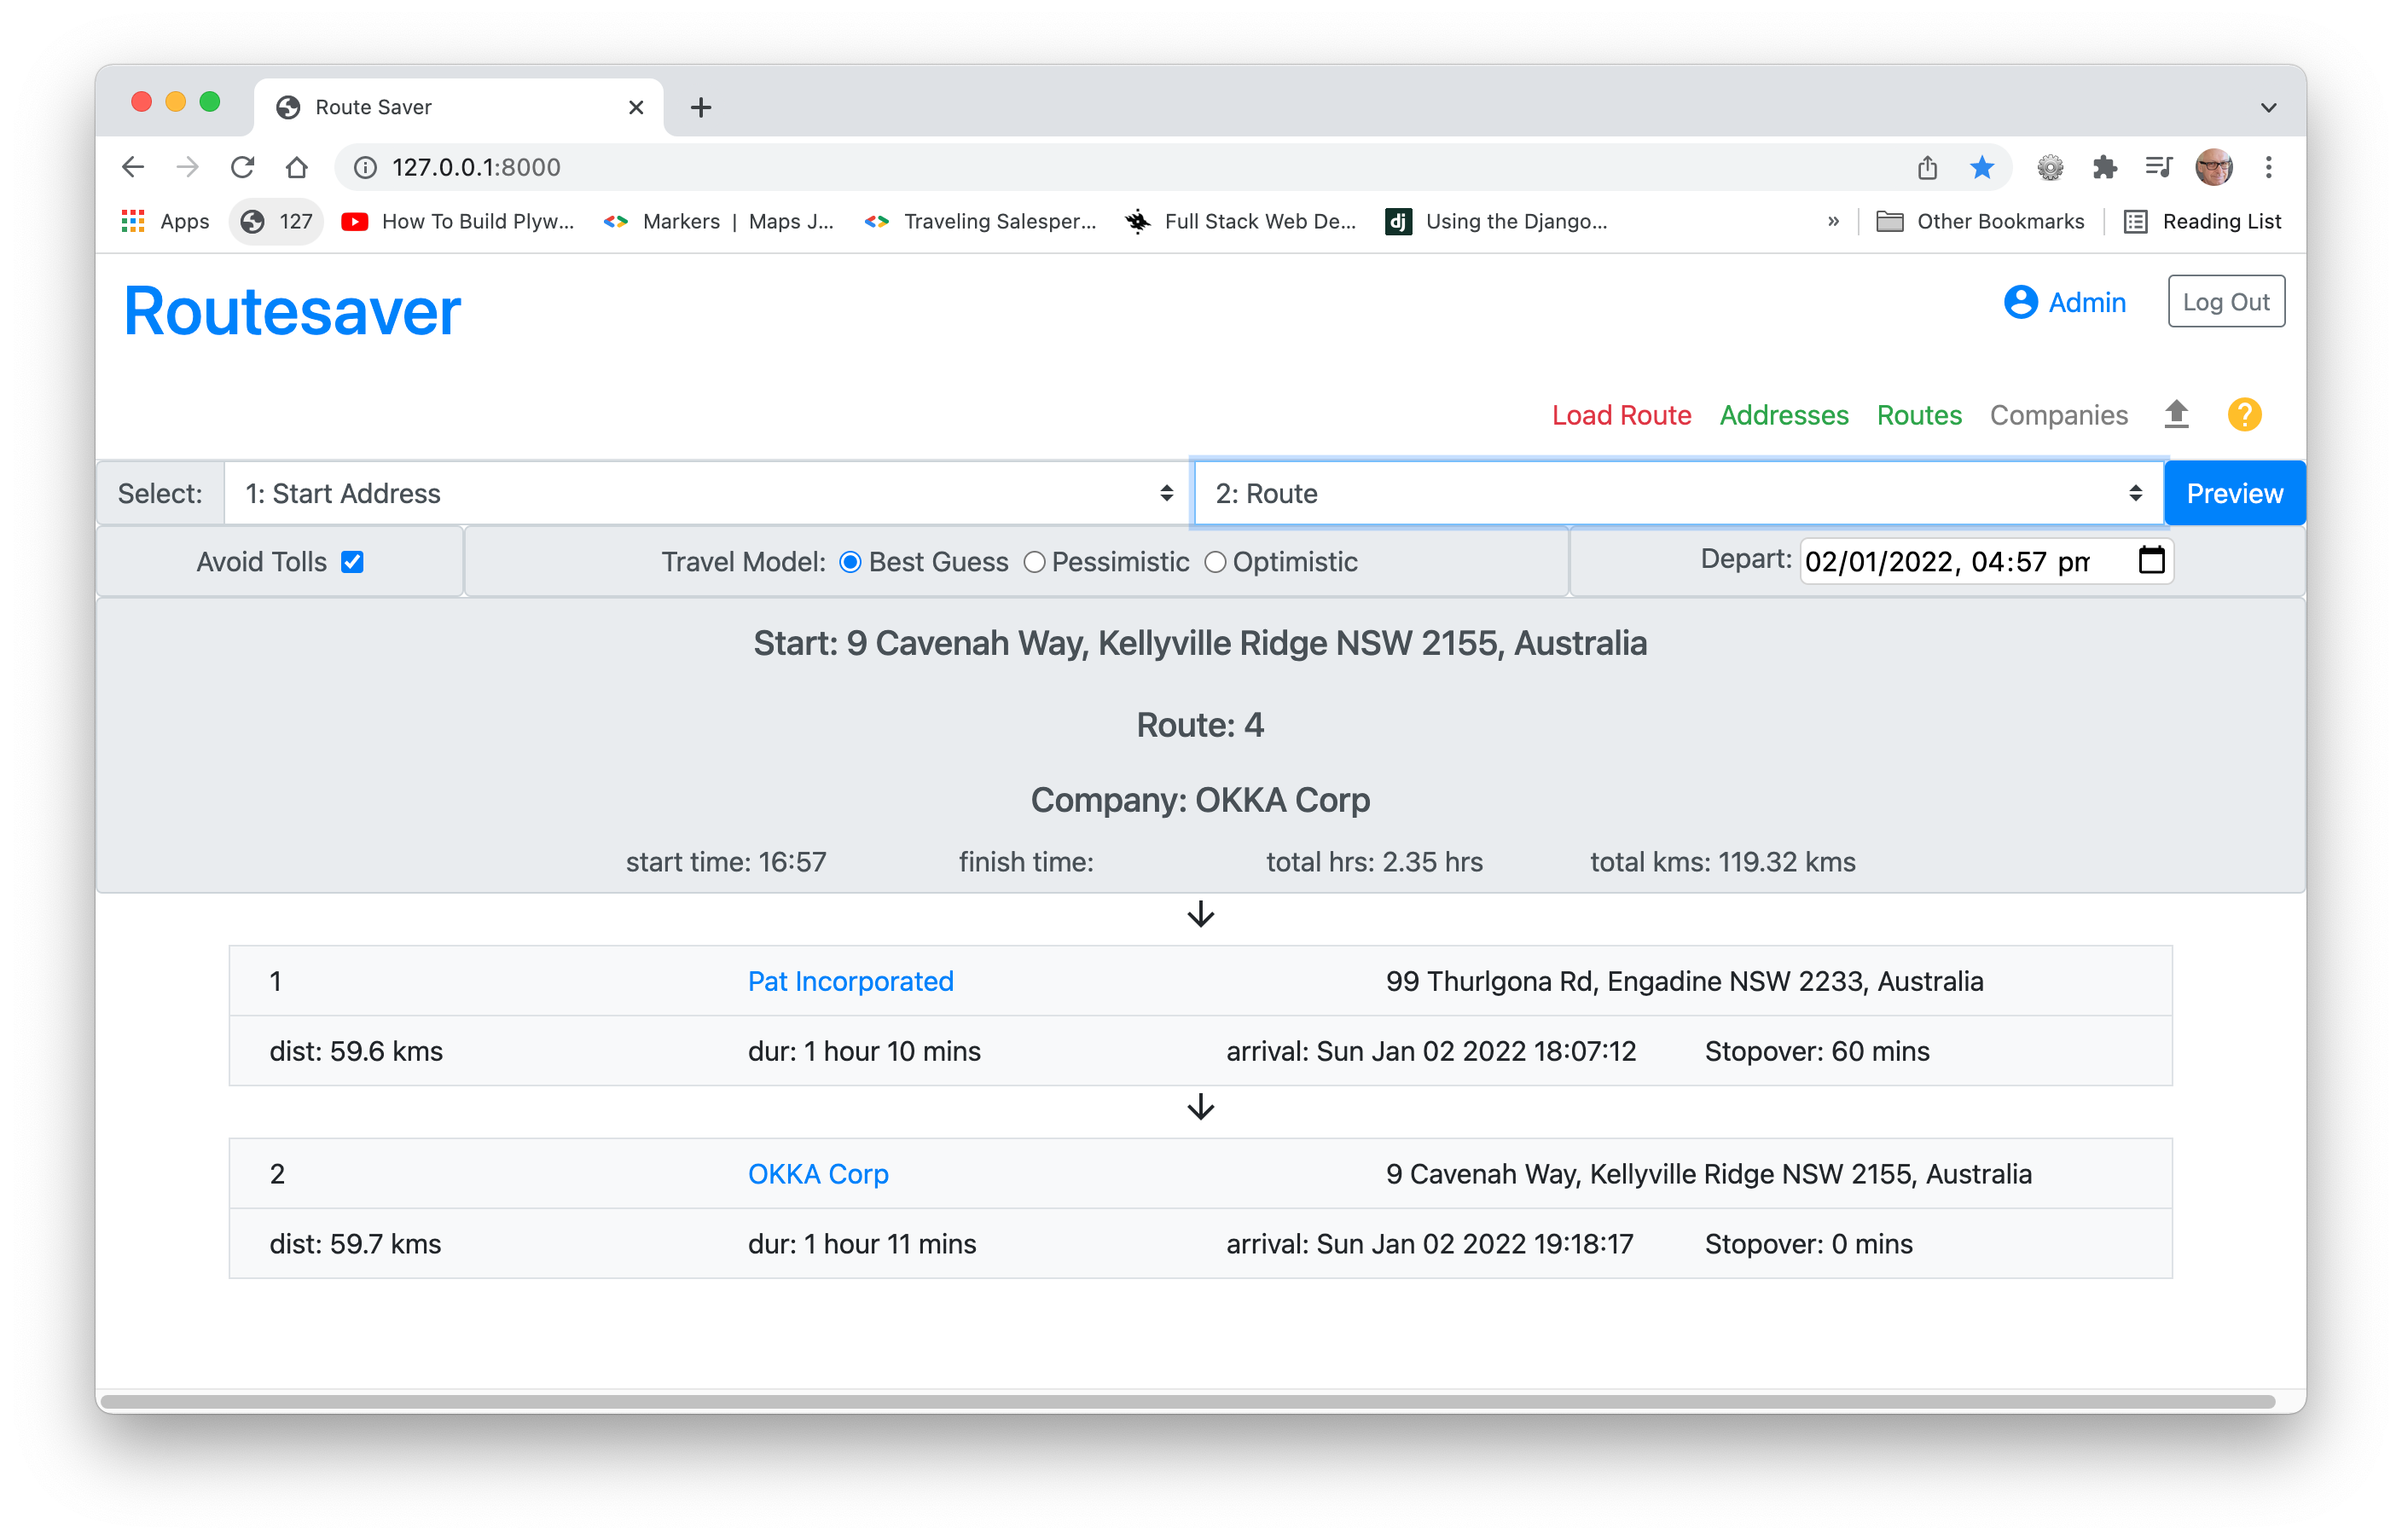 Route Saver
127.0.0.1:8000
Apps 127 How To Build Plyw... Markers | Maps J... Traveling Salesper... Full Stack Web De... dj Using the Django... » Other Bookmarks Reading List
Routesaver Admin Log Out
Load Route Addresses Routes Companies ?
Select: 1: Start Address 2: Route Preview
Avoid Tolls Travel Model: Best Guess Pessimistic Optimistic Depart: 02/01/2022, 04:57 pm
Start: 9 Cavenah Way, Kellyville Ridge NSW 2155, Australia
Route: 4
Company: OKKA Corp
start time: 16:57 finish time: total hrs: 2.35 hrs total kms: 119.32 kms
1 Pat Incorporated 99 Thurlgona Rd, Engadine NSW 2233, Australia
dist: 59.6 kms dur: 1 hour 10 mins arrival: Sun Jan 02 2022 18:07:12 Stopover: 60 mins
2 OKKA Corp 9 Cavenah Way, Kellyville Ridge NSW 2155, Australia
dist: 59.7 kms dur: 1 hour 11 mins arrival: Sun Jan 02 2022 19:18:17 Stopover: 0 mins